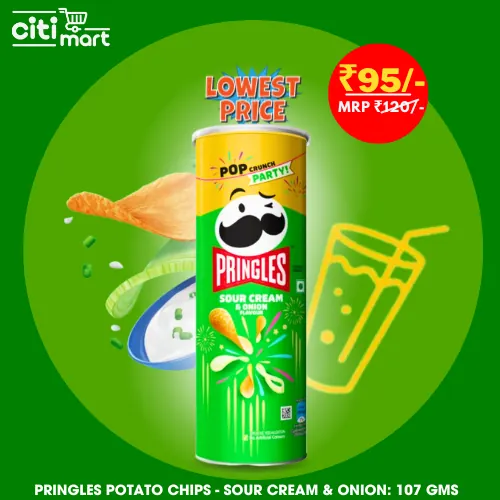 citi mart
LOWEST
PRICE
₹95/-
MRP ₹120/-
POP CRUNCH
PARTY!
PRINGLES
SOUR CREAM
& ONION
FLAVOUR
PRINGLES POTATO CHIPS - SOUR CREAM & ONION: 107 GMS